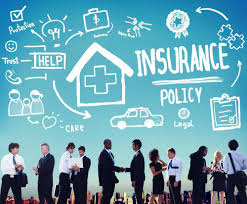 Protection
Trust
HELP
INSURANCE
POLICY
Legal
CARE